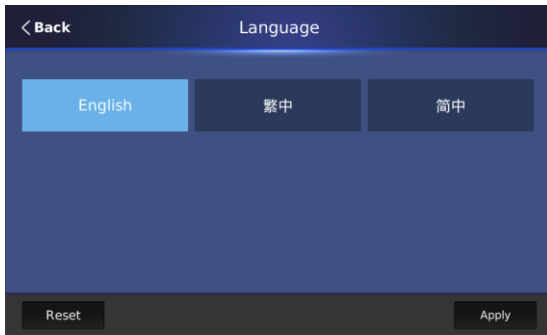 Back
Language
English
繁中
简中
Reset
Apply